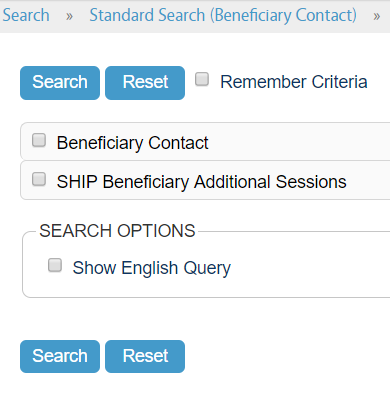 Search » Standard Search (Beneficiary Contact) »
Search Reset Remember Criteria
Beneficiary Contact
SHIP Beneficiary Additional Sessions
SEARCH OPTIONS
Show English Query
Search Reset